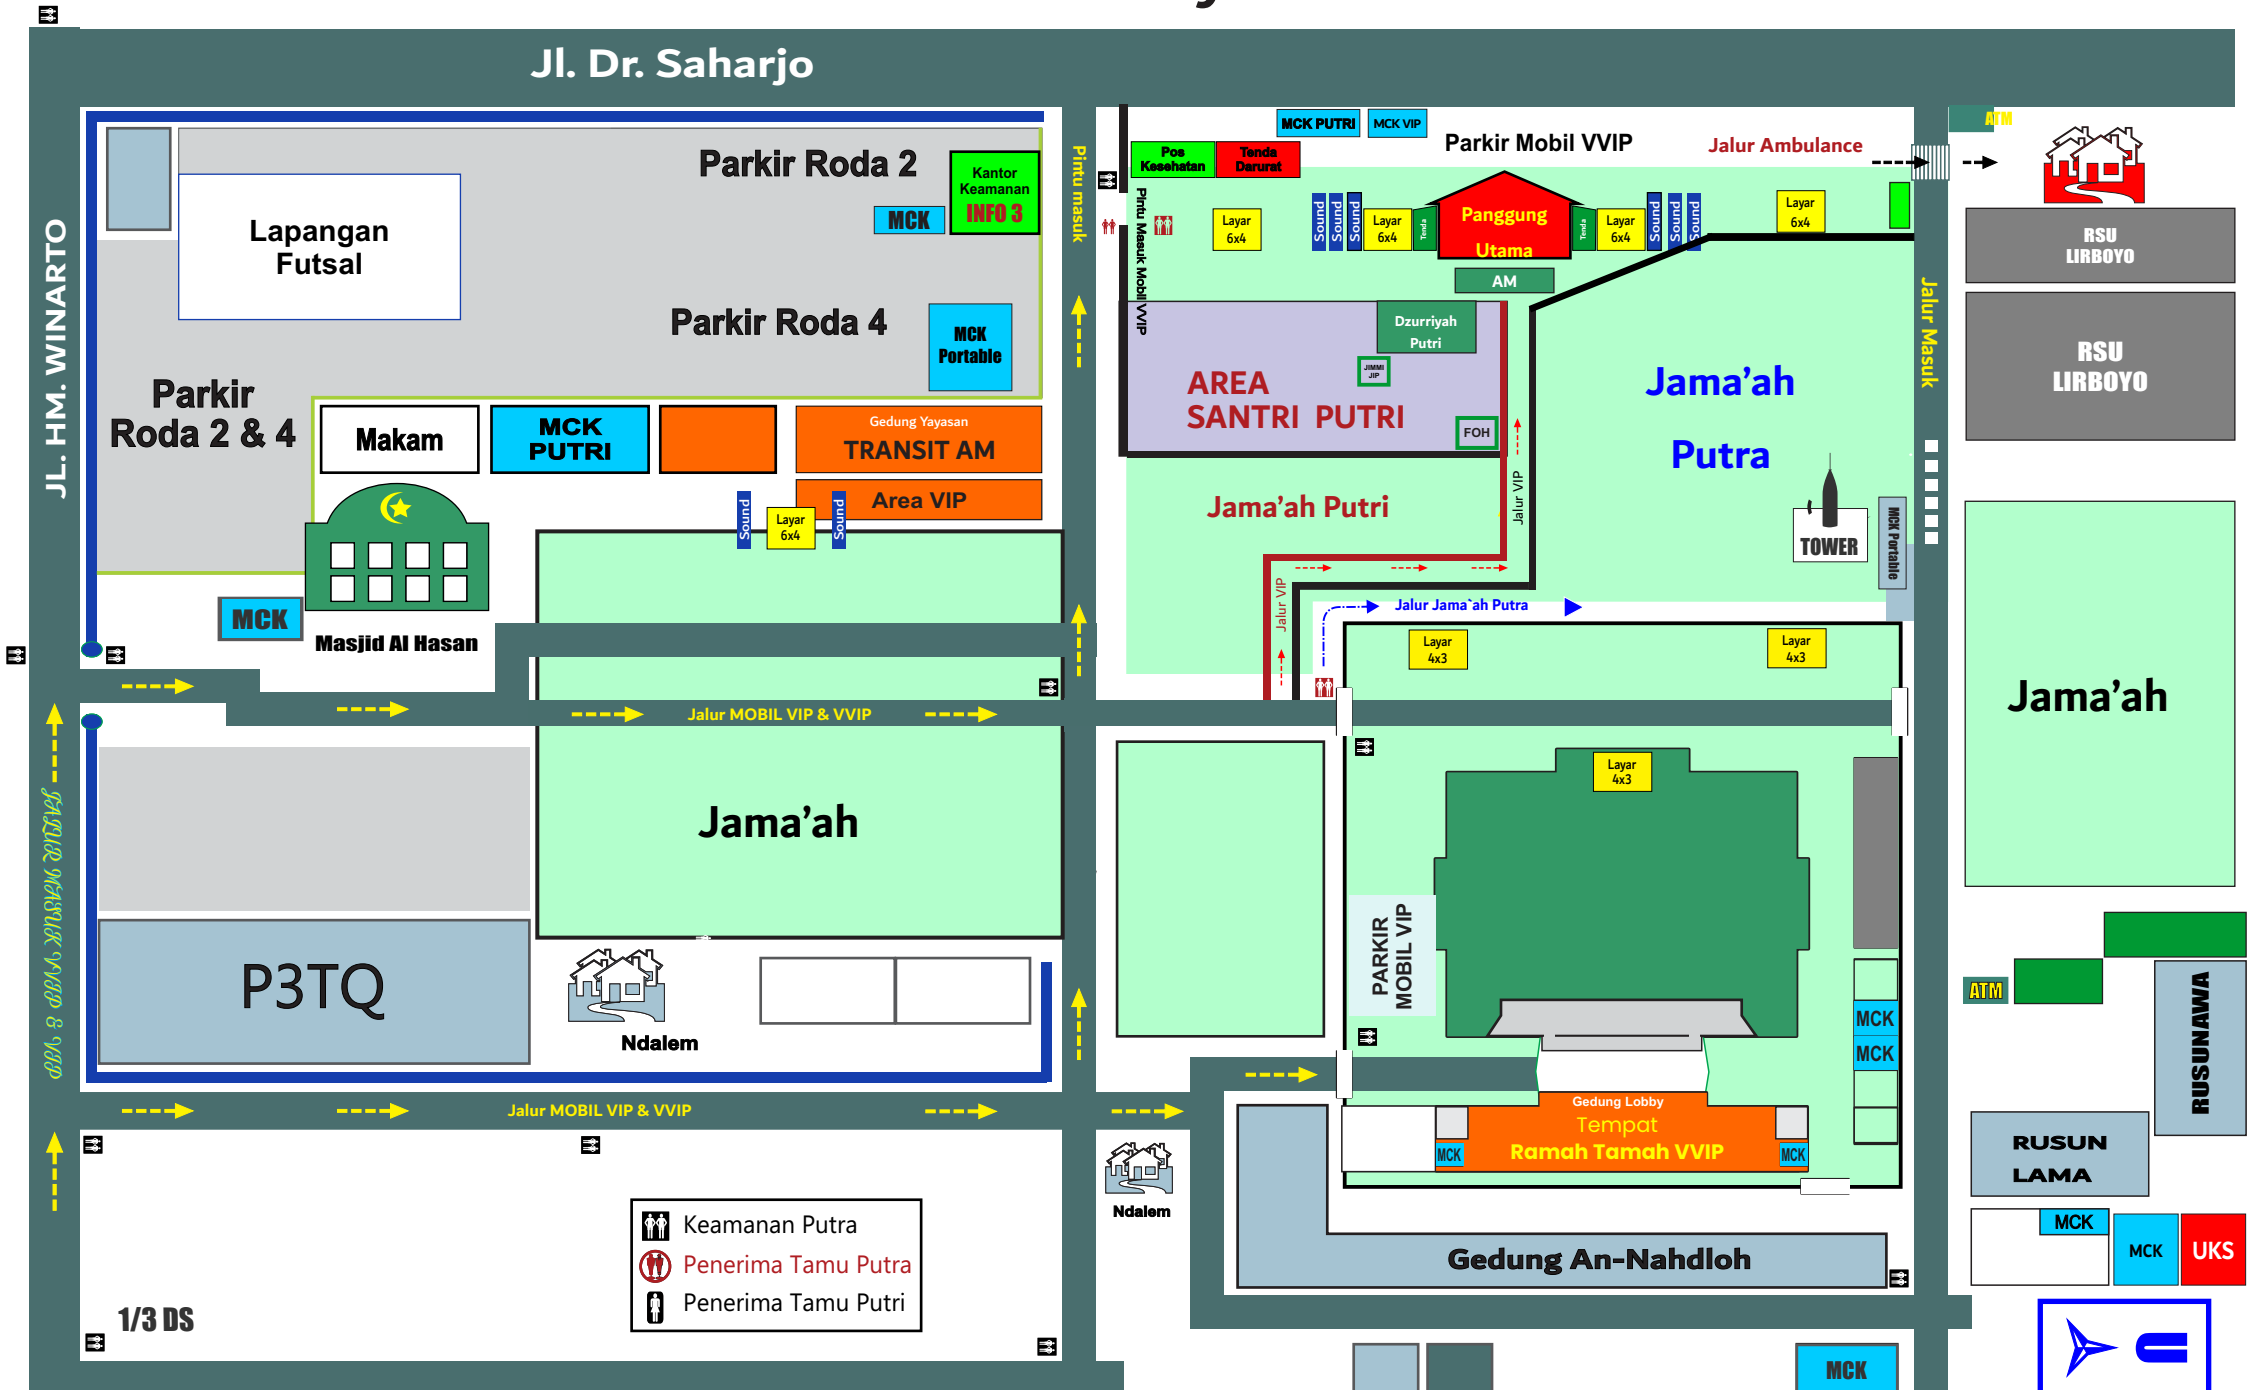 Jl. Dr. Saharjo
JL. HM. WINARTO
Parkir Roda 2
Kantor
Keamanan
INFO 3
MCK
Lapangan
Futsal
Parkir Roda 4
MCK
Portable
Parkir
Roda 2 & 4
Makam
MCK
PUTRI
Gedung Yayasan
TRANSIT AM
Area VIP
Sound
Layar
6x4
Sound
MCK
Masjid Al Hasan
Jalur MOBIL VIP & VVIP
Jama'ah
JALUR MASUK VVIP & VIP
P3TQ
Ndalem
Jalur MOBIL VIP & VVIP
Keamanan Putra
Penerima Tamu Putra
Penerima Tamu Putri
1/3 DS
Pintu masuk
MCK PUTRI
MCK VIP
Parkir Mobil VVIP
Jalur Ambulance
Pos
Kesehatan
Tenda
Darurat
Pintu Masuk Mobil VVIP
Layar
6x4
Sound
Sound
Sound
Layar
6x4
Tenda
Panggung
Utama
Tenda
Layar
6x4
Sound
Sound
Sound
Layar
6x4
AM
Dzurriyah
Putri
JIMMI
JIP
AREA
SANTRI PUTRI
FOH
Jama'ah Putri
Jalur VIP
Jalur VIP
Jama'ah
Putra
TOWER
MCK Portable
Jalur Masuk
Jalur Jama`ah Putra
Layar
4x3
Layar
4x3
Layar
4x3
PARKIR
MOBIL VIP
MCK
MCK
Gedung Lobby
Tempat
Ramah Tamah VVIP
MCK
MCK
Ndalem
Gedung An-Nahdloh
MCK
ATM
RSU
LIRBOYO
RSU
LIRBOYO
Jama'ah
ATM
RUSUNAWA
RUSUN
LAMA
MCK
MCK
UKS